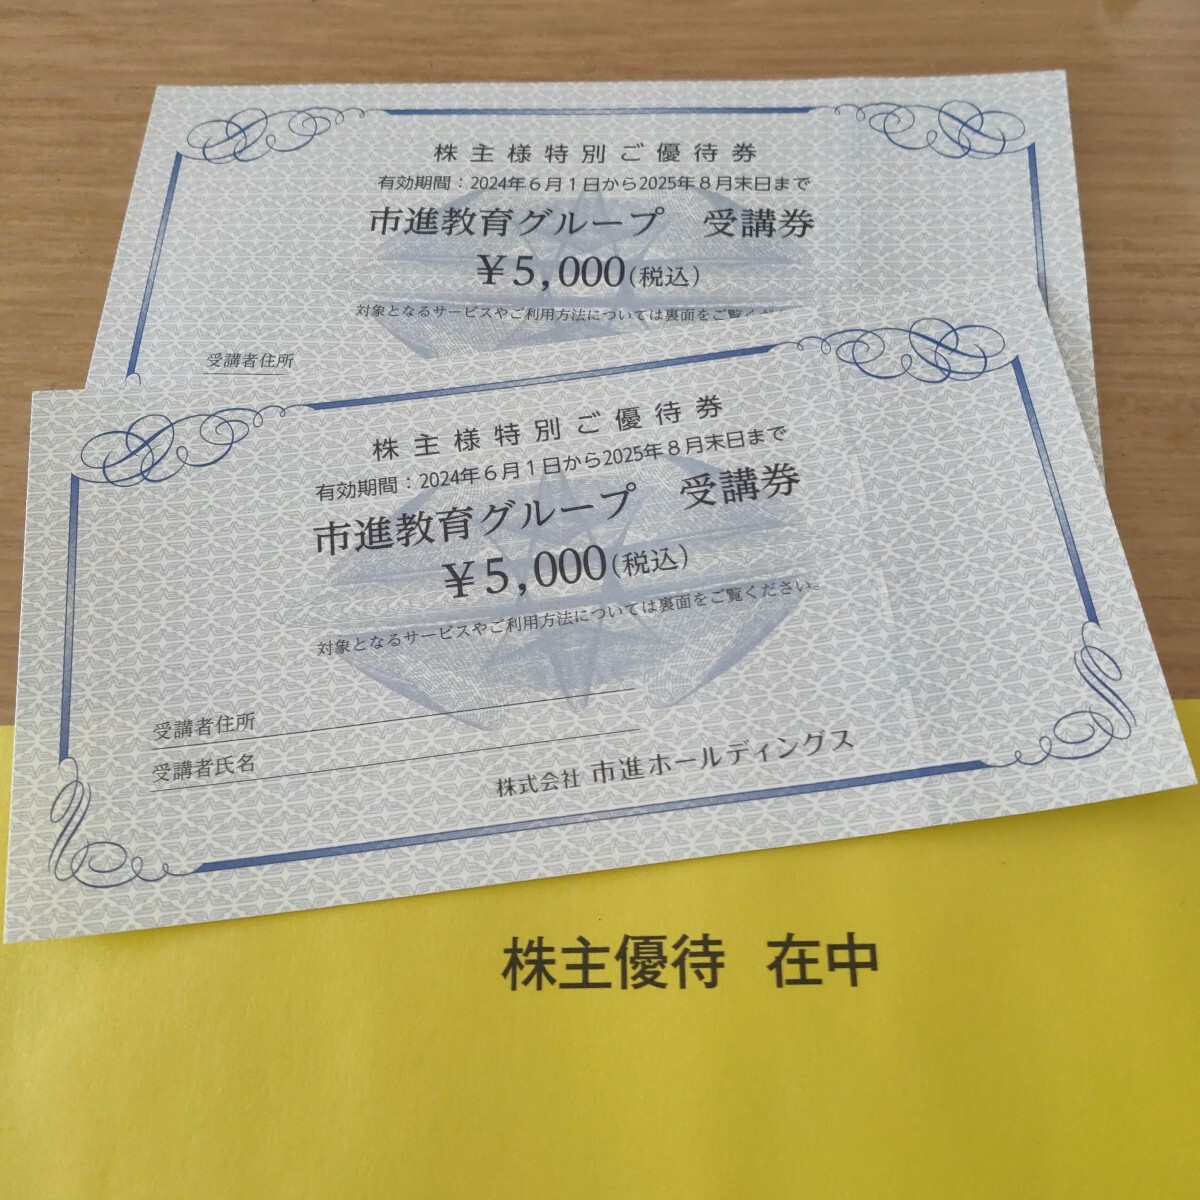 株主様特別ご優待券
有効期間：2024年6月1日から2025年8月末日まで
市進教育グループ　受講券
￥5,000(税込)
対象となるサービスやご利用方法については裏面をご覧くださ
受講者住所
株主様特別ご優待券
有効期間：2024年6月1日から2025年8月末日まで
市進教育グループ　受講券
￥5,000(税込)
対象となるサービスやご利用方法については裏面をご覧ください。
受講者住所
受講者氏名
株式会社 市進ホールディングス
株主優待 在中